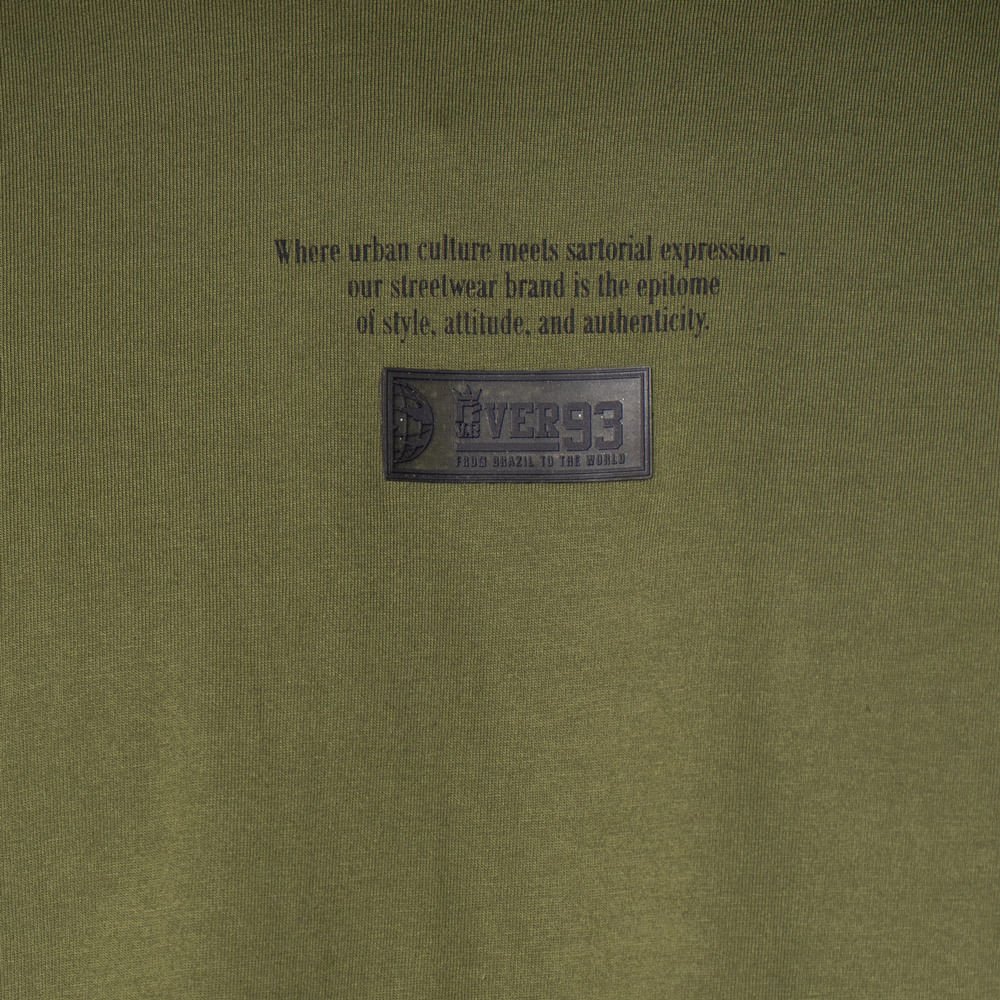 Where urban culture meets sartorial expression -
our streetwear brand is the epitome
of style, attitude, and authenticity.
VER93
FROM BRAZIL TO THE WORLD